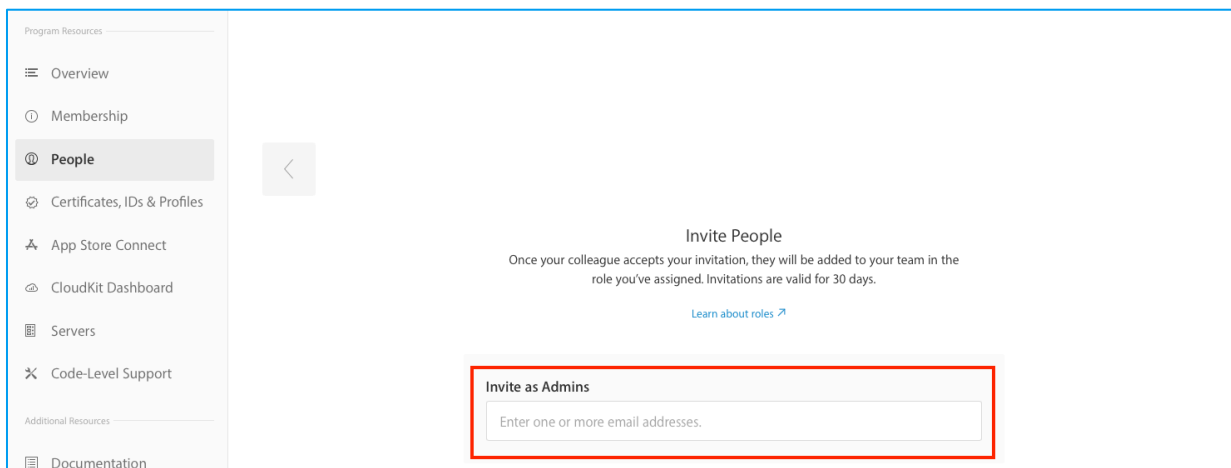 Program Resources
Overview
Membership
People
Certificates, IDs & Profiles
App Store Connect
CloudKit Dashboard
Servers
Code-Level Support
Additional Resources
Documentation
Invite People
Once your colleague accepts your invitation, they will be added to your team in the
role you've assigned. Invitations are valid for 30 days.
Learn about roles ↗
Invite as Admins
Enter one or more email addresses.